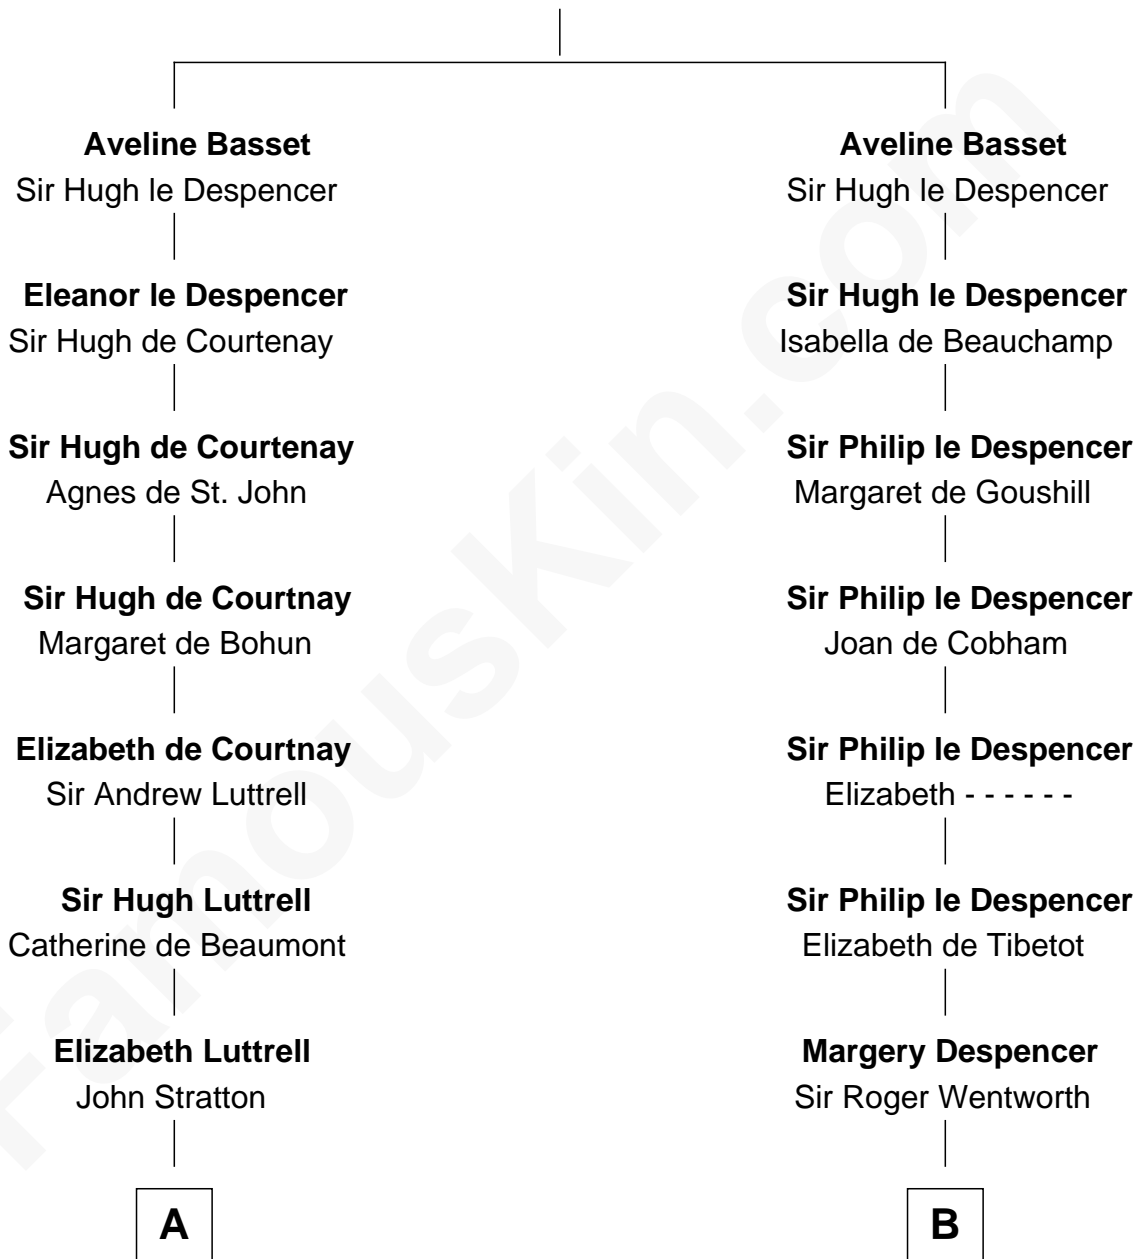 Aveline Basset
Sir Hugh le Despencer
Eleanor le Despencer
Sir Hugh de Courtenay
Sir Hugh de Courtenay
Agnes de St. John
Sir Hugh de Courtnay
Margaret de Bohun
Elizabeth de Courtnay
Sir Andrew Luttrell
Sir Hugh Luttrell
Catherine de Beaumont
Elizabeth Luttrell
John Stratton
A
Aveline Basset
Sir Hugh le Despencer
Sir Hugh le Despencer
Isabella de Beauchamp
Sir Philip le Despencer
Margaret de Goushill
Sir Philip le Despencer
Joan de Cobham
Sir Philip le Despencer
Elizabeth - - - - - -
Sir Philip le Despencer
Elizabeth de Tibetot
Margery Despencer
Sir Roger Wentworth
B
FamousKin.com